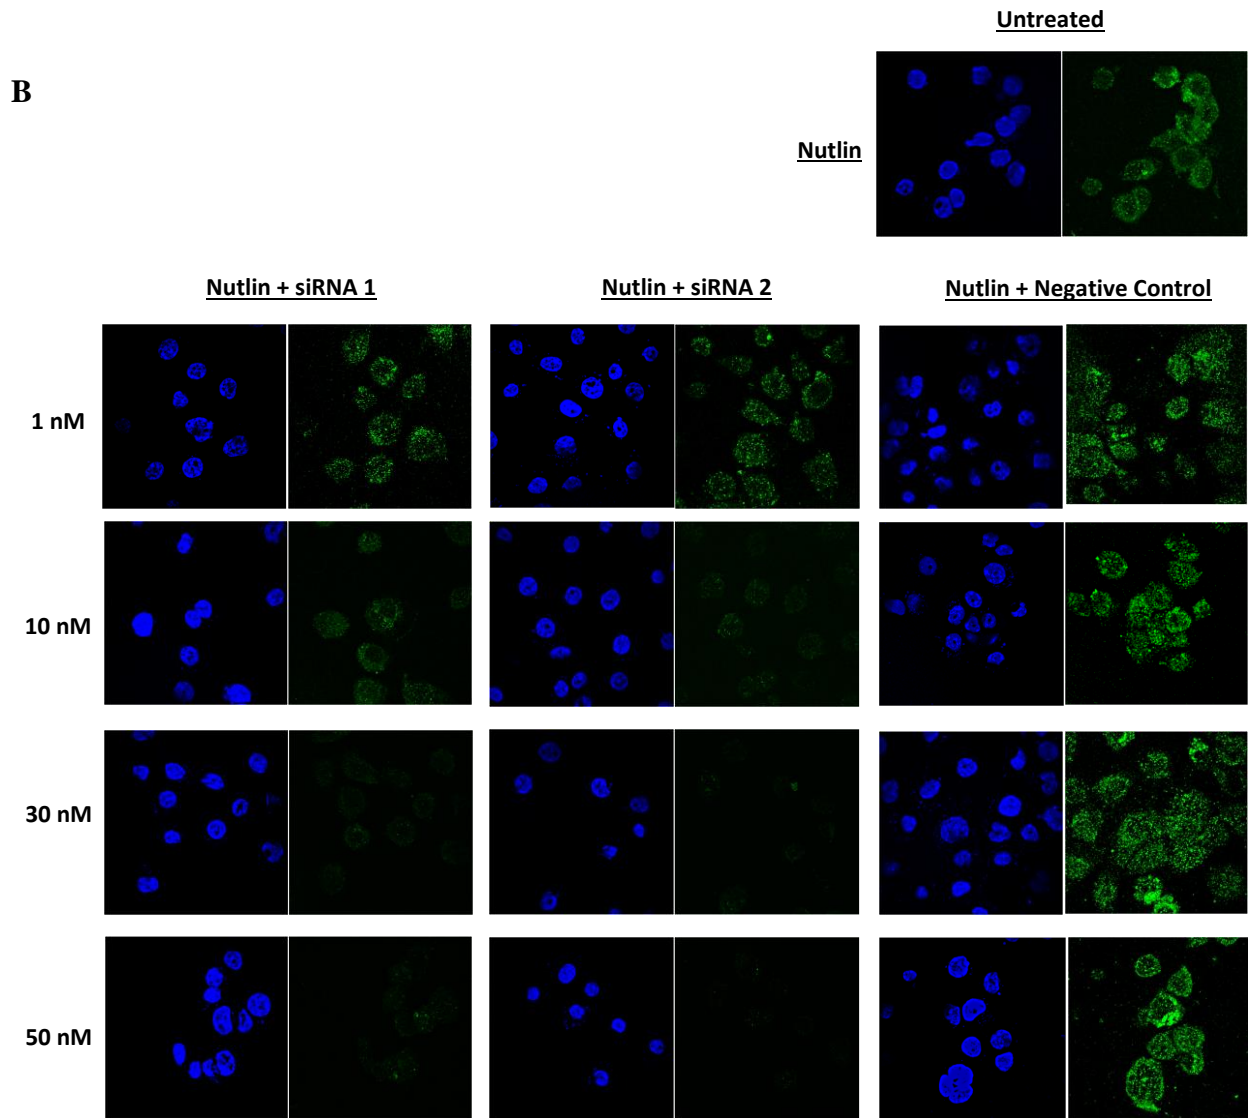 Untreated
B
Nutlin
Nutlin + siRNA 1
Nutlin + siRNA 2
Nutlin + Negative Control
1 nM
10 nM
30 nM
50 nM